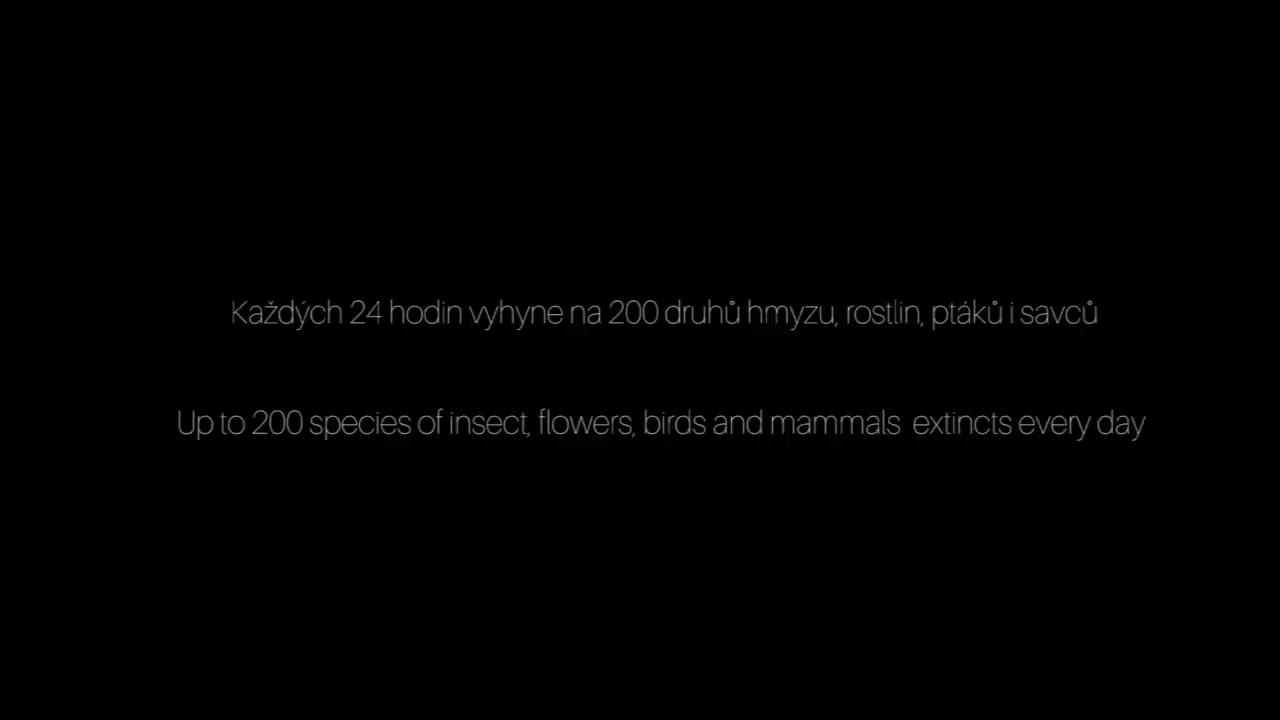 Každých 24 hodin vyhyne na 200 druhů hmyzu, rostlin, ptáků i savců
Up to 200 species of insect, flowers, birds and mammals extincts every day